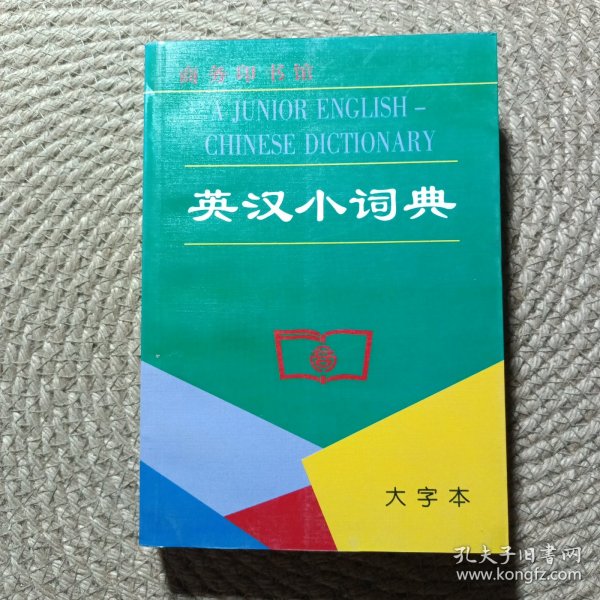 商务印书馆
A JUNIOR ENGLISH –
CHINESE DICTIONARY
英汉小词典
大字本
孔夫子旧书网
www.kongfz.com